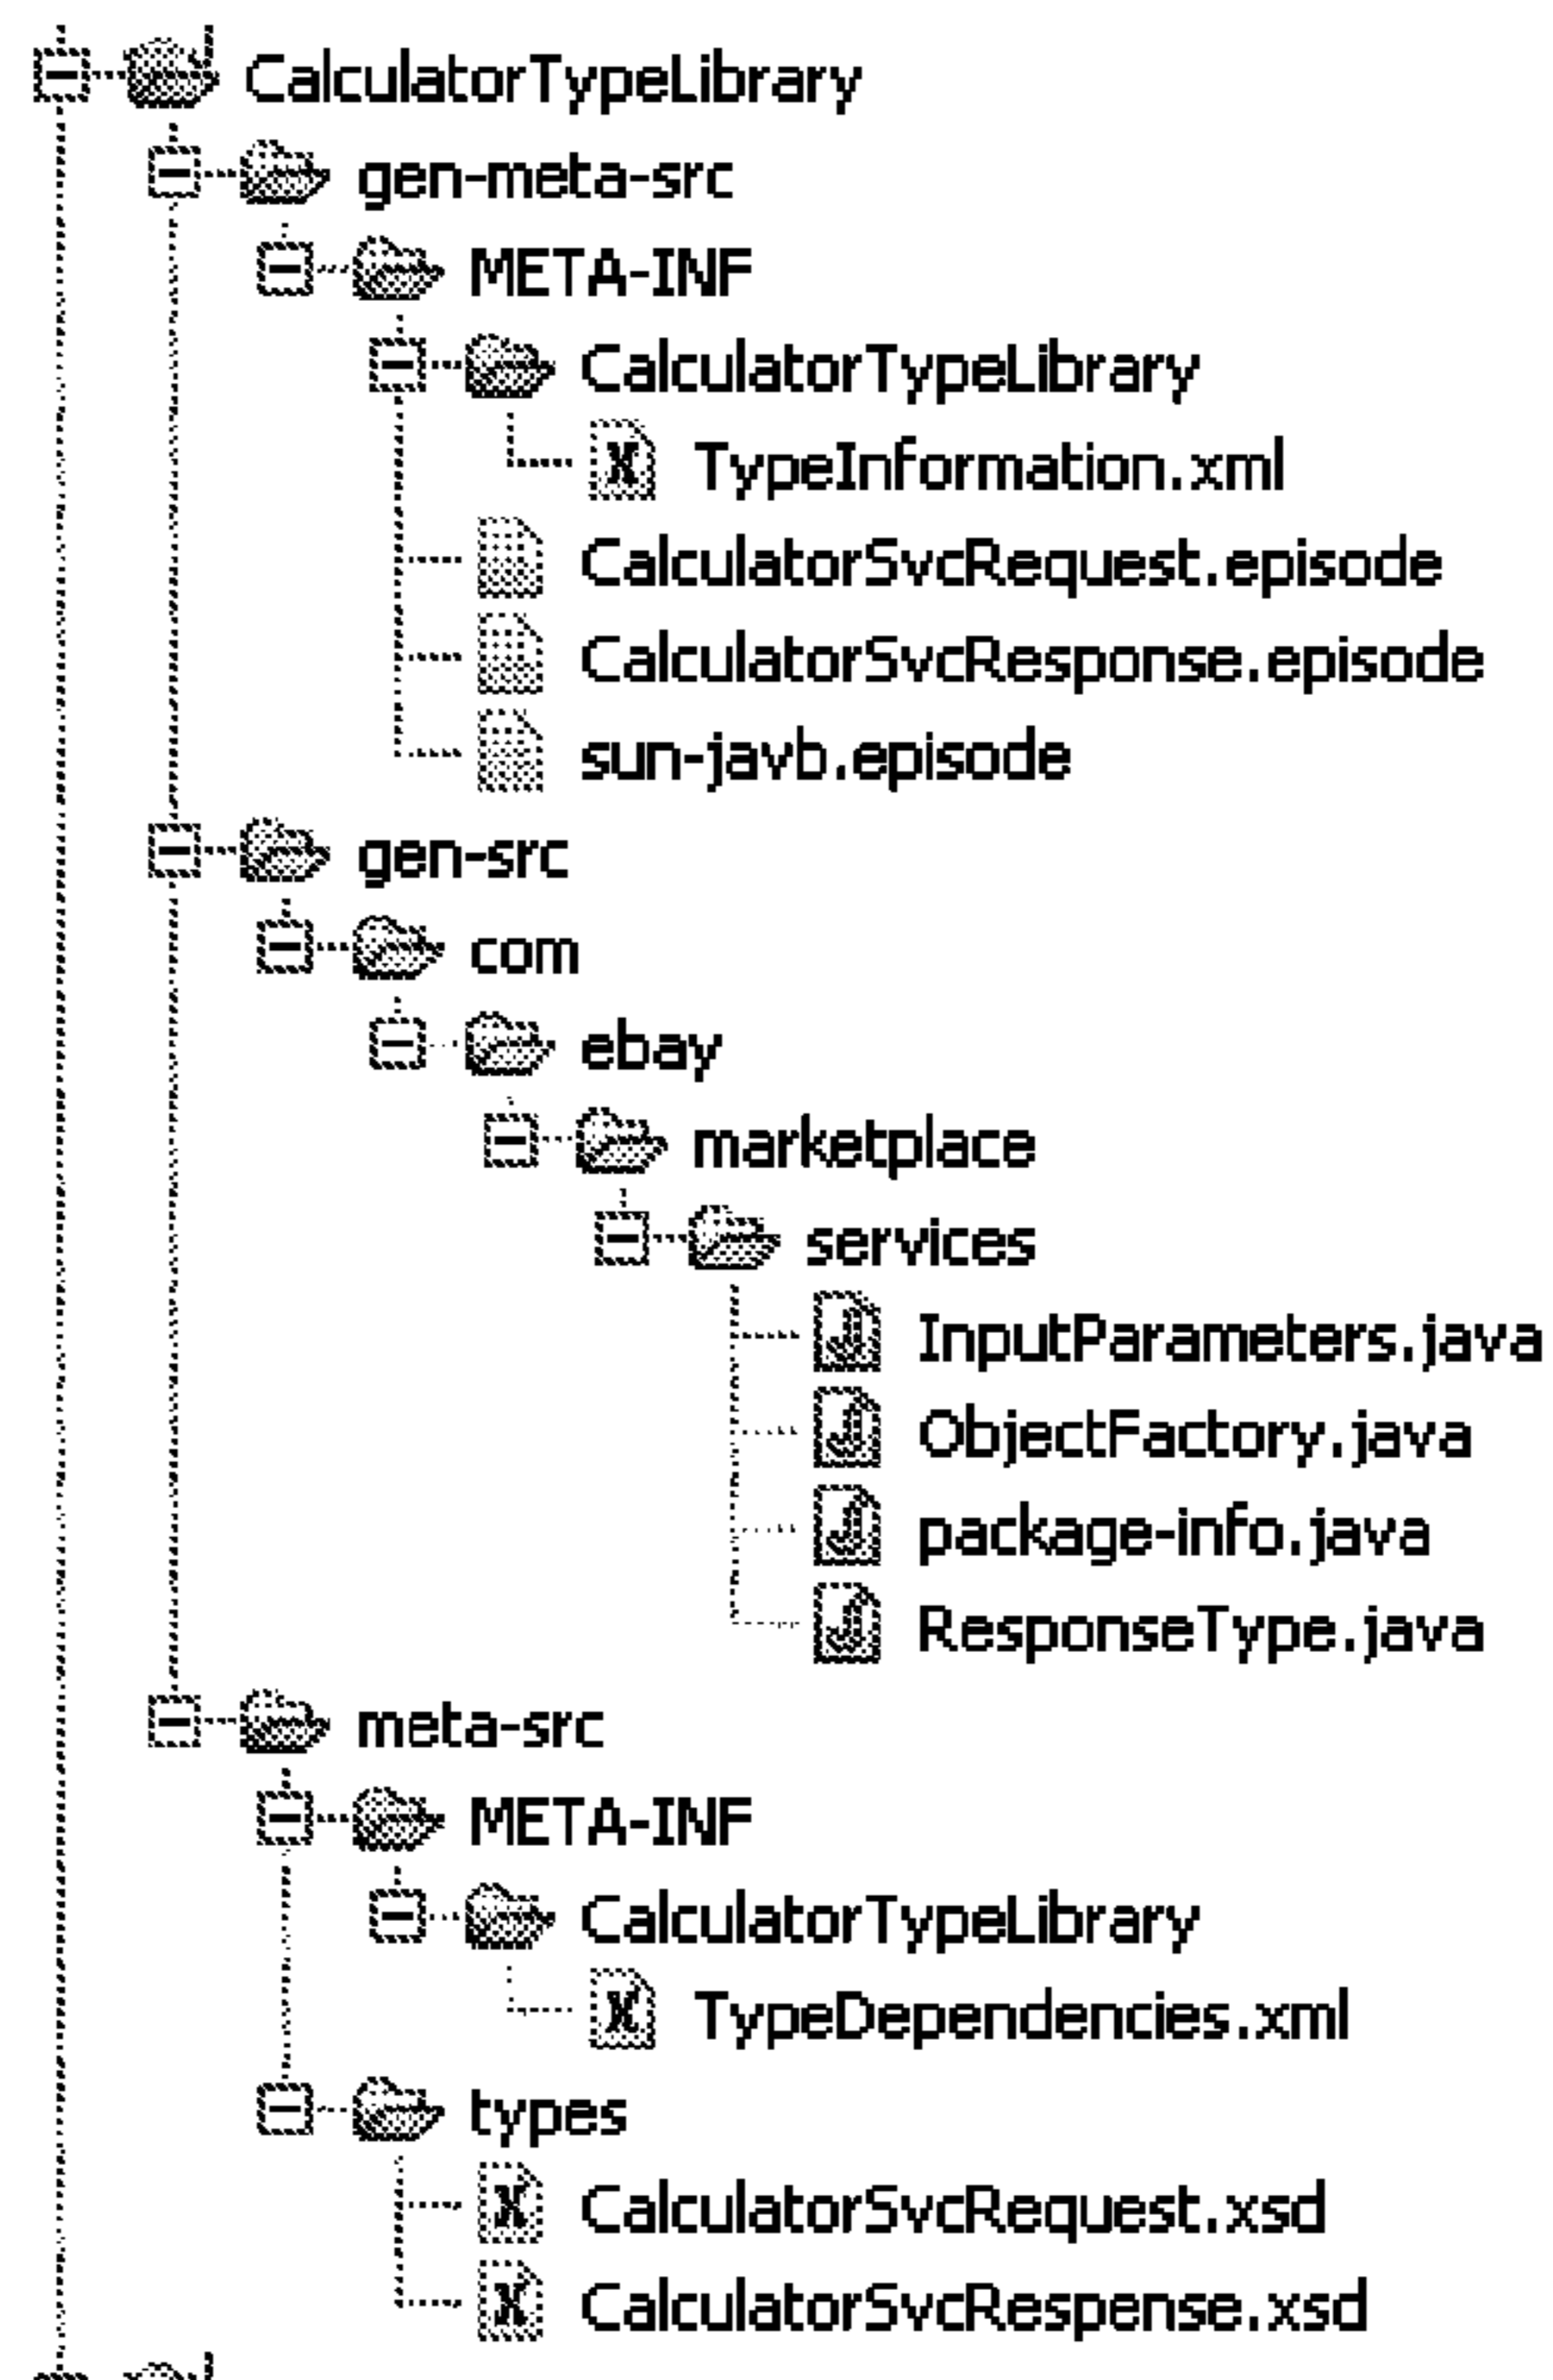 CalculatorTypeLibrary
gen-meta-src
META-INF
CalculatorTypeLibrary
TypeInformation.xml
CalculatorSvcRequest.episode
CalculatorSvcResponse.episode
sun-javb.episode
gen-src
com
ebay
marketplace
services
InputParameters.java
ObjectFactory.java
package-info.java
ResponseType.java
meta-src
META-INF
CalculatorTypeLibrary
TypeDependencies.xml
types
CalculatorSvcRequest.xsd
CalculatorSvcRespense.xsd